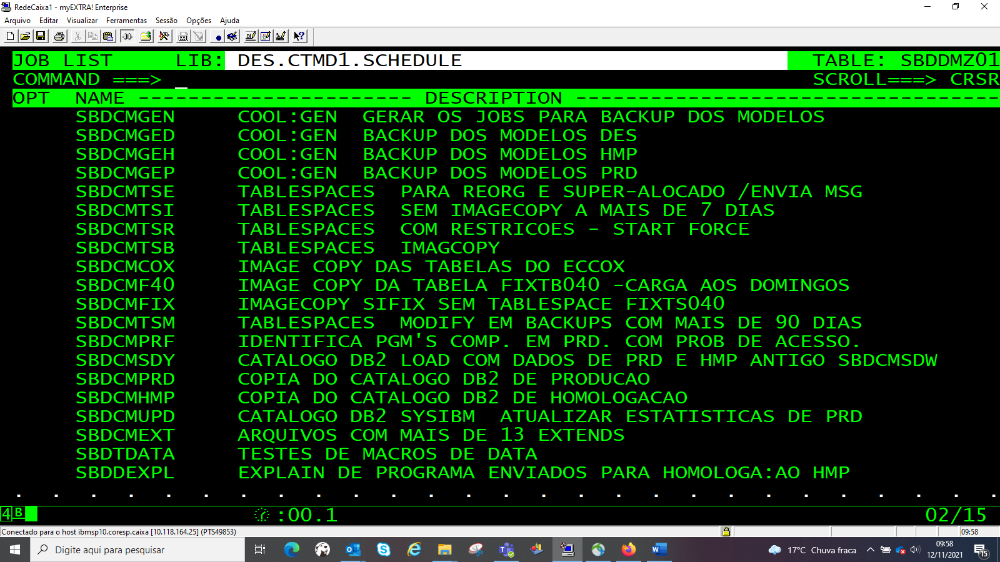 RedeCaixa1 - myEXTRA! Enterprise
Arquivo Editar Visualizar Ferramentas Sessão Opções Ajuda
JOB LIST LIB: DES.CTMD1.SCHEDULE TABLE: SBDDMZ01
COMMAND ===> _ SCROLL===> CRSR
OPT NAME ---------------------- DESCRIPTION ----------------------------------
SBDCMGEN COOL:GEN GERAR OS JOBS PARA BACKUP DOS MODELOS
SBDCMGED COOL:GEN BACKUP DOS MODELOS DES
SBDCMGEH COOL:GEN BACKUP DOS MODELOS HMP
SBDCMGEP COOL:GEN BACKUP DOS MODELOS PRD
SBDCMTSE TABLESPACES PARA REORG E SUPER-ALOCADO /ENVIA MSG
SBDCMTSI TABLESPACES SEM IMAGECOPY A MAIS DE 7 DIAS
SBDCMTSR TABLESPACES COM RESTRICOES - START FORCE
SBDCMTSB TABLESPACES IMAGCOPY
SBDCMCOX IMAGE COPY DAS TABELAS DO ECCOX
SBDCMF40 IMAGE COPY DA TABELA FIXTB040 -CARGA AOS DOMINGOS
SBDCMFIX IMAGECOPY SIFIX SEM TABLESPACE FIXTS040
SBDCMTSM TABLESPACES MODIFY EM BACKUPS COM MAIS DE 90 DIAS
SBDCMPRF IDENTIFICA PGM'S COMP. EM PRD. COM PROB DE ACESSO.
SBDCMSDY CATALOGO DB2 LOAD COM DADOS DE PRD E HMP ANTIGO SBDCMSDW
SBDCMPRD COPIA DO CATALOGO DB2 DE PRODUCAO
SBDCMHMP COPIA DO CATALOGO DB2 DE HOMOLOGACAO
SBDCMUPD CATALOGO DB2 SYSIBM ATUALIZAR ESTATISTICAS DE PRD
SBDCMEXT ARQUIVOS COM MAIS DE 13 EXTENDS
SBDTDATA TESTES DE MACROS DE DATA
SBDDEXPL EXPLAIN DE PROGRAMA ENVIADOS PARA HOMOLOGA:AO HMP
. . . . . . . . . . . . . . . . . . . . . . . . . . .
4 B :00.1 02/15
Conectado para o host ibmsp10.coresp.caixa [10.118.164.25] (PTS49853) 09:58
Digite aqui para pesquisar 17°C Chuva fraca 09:58
12/11/2021 15